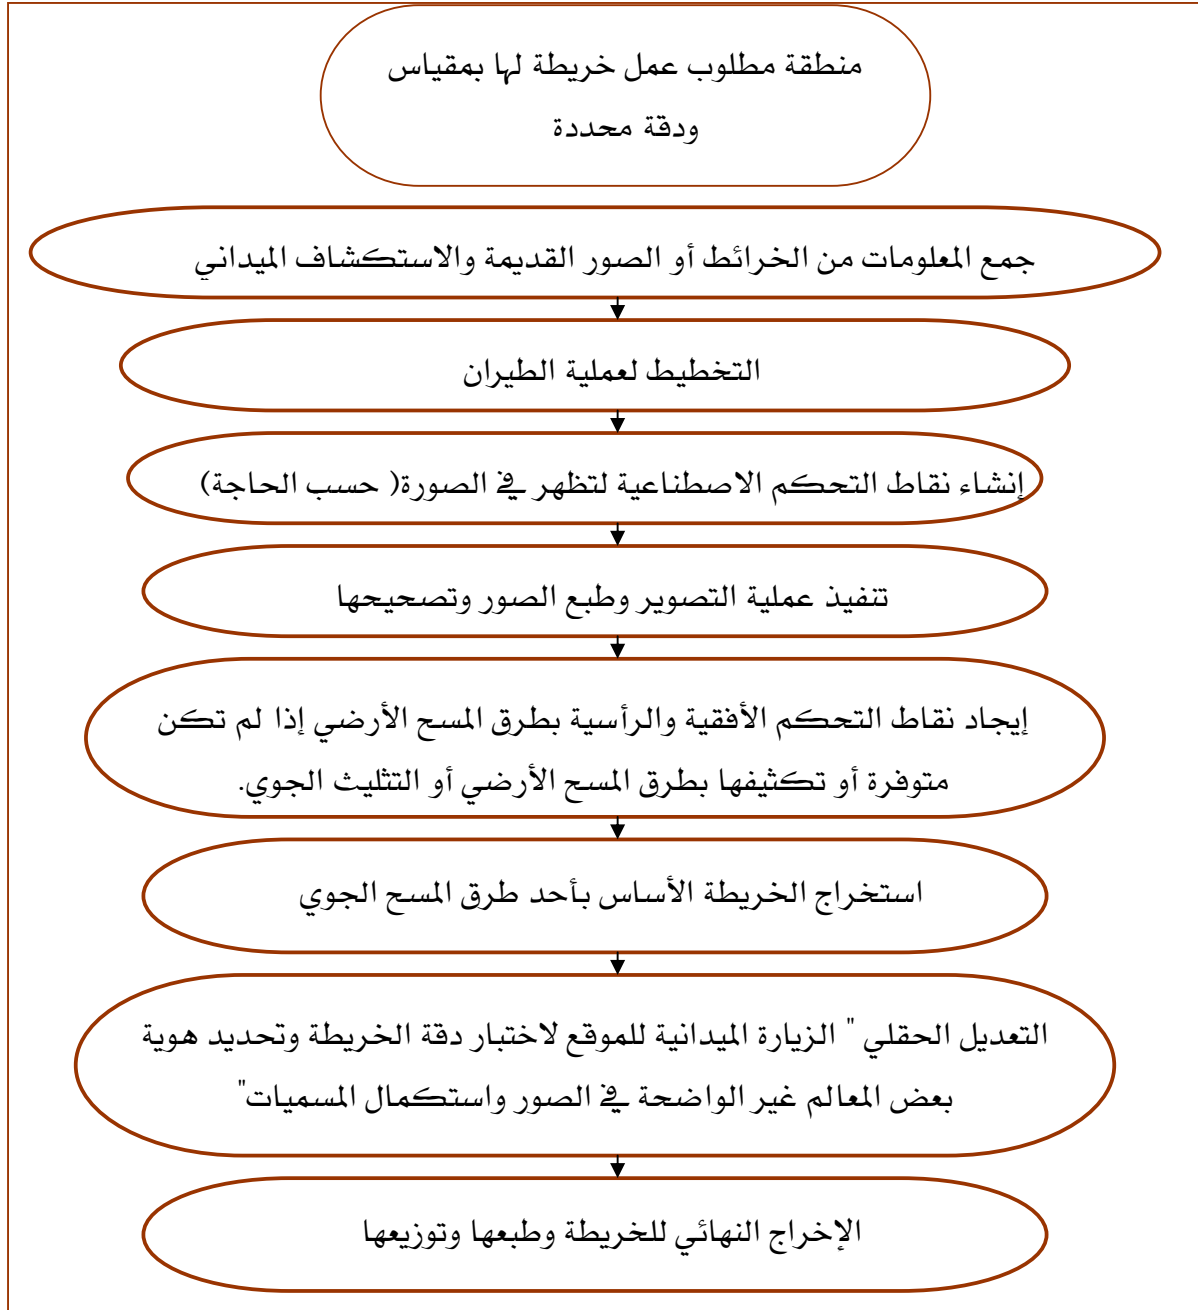 منطقة مطلوب عمل خريطة لها بمقياس
ودقة محددة
جمع المعلومات من الخرائط أو الصور القديمة والاستكشاف الميداني
التخطيط لعملية الطيران
إنشاء نقاط التحكم الاصطناعية لتظهر في الصورة( حسب الحاجة)
تنفيذ عملية التصوير وطبع الصور وتصحيحها
إيجاد نقاط التحكم الأفقية والرأسية بطرق المسح الأرضي إذا لم تكن
متوفرة أو تكثيفها بطرق المسح الأرضي أو التثليث الجوي.
استخراج الخريطة الأساس بأحد طرق المسح الجوي
التعديل الحقلي " الزيارة الميدانية للموقع لاختبار دقة الخريطة وتحديد هوية
بعض المعالم غير الواضحة في الصور واستكمال المسميات"
الإخراج النهائي للخريطة وطبعها وتوزيعها